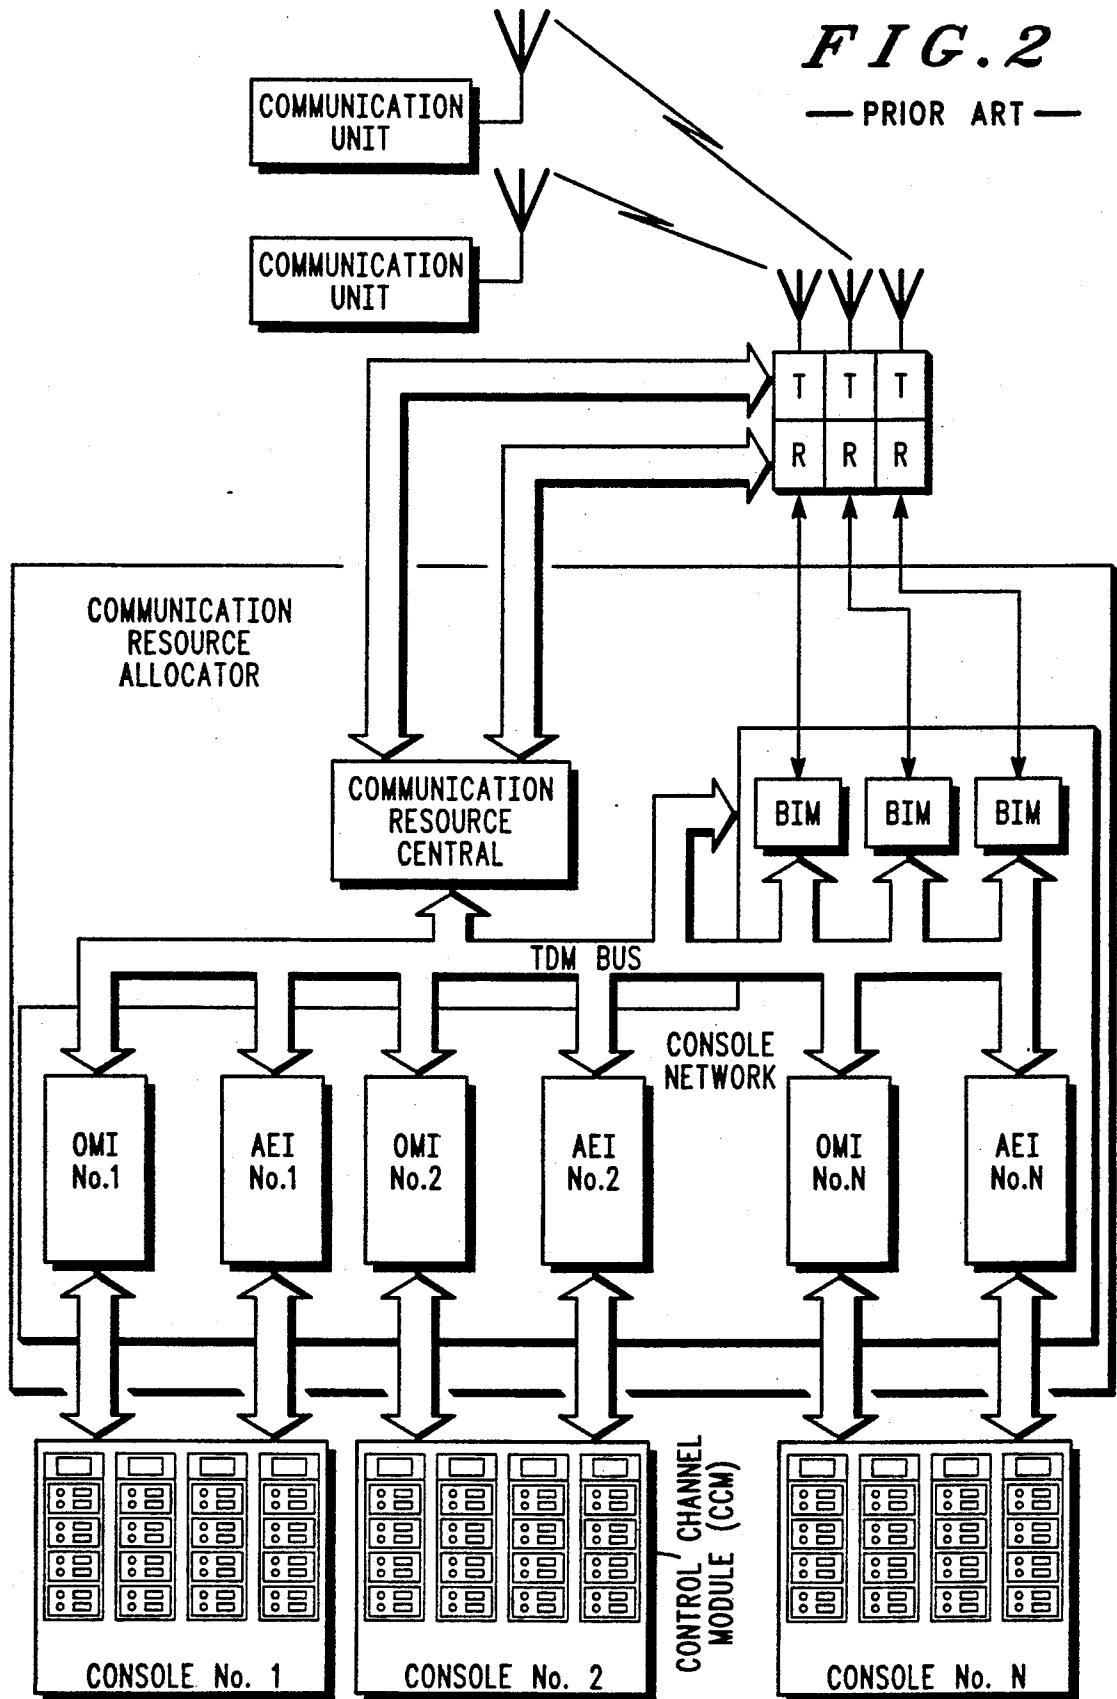 FIG.2
PRIOR ART
COMMUNICATION
UNIT
COMMUNICATION
UNIT
T T T
R R R
COMMUNICATION
RESOURCE
ALLOCATOR
COMMUNICATION
RESOURCE
CENTRAL
BIM BIM BIM
TDM BUS
CONSOLE
NETWORK
OMI
No.1
AEI
No.1
OMI
No.2
AEI
No.2
OMI
No.N
AEI
No.N
CONTROL CHANNEL
MODULE (CCM)
CONSOLE No. 1
CONSOLE No. 2
CONSOLE No. N